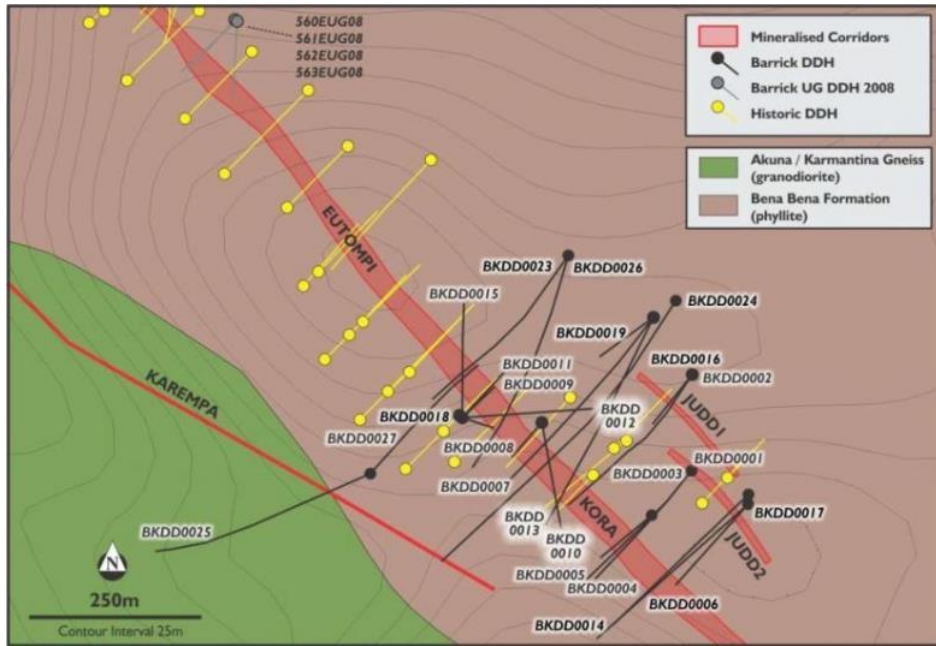 560EUG08
561EUG08
562EUG08
563EUG08
Mineralised Corridors
Barrick DDH
Barrick UG DDH 2008
Historic DDH
Akuna / Karmantina Gneiss
(granodiorite)
Bena Bena Formation
(phyllite)
EUTOMPI
BKDD0023
BKDD0026
BKDD0015
BKDD0024
BKDD0019
BKDD0016
BKDD0011
BKDD0002
BKDD0009
KAREMPA
JUDD1
BKDD0018
BKDD
0012
BKDD0027
BKDD0008
BKDD0001
BKDD0003
BKDD0007
KORA
BKDD0017
BKDD
0013
BKDD
0010
BKDD0025
JUDD2
BKDD0005
BKDD0004
BKDD0006
BKDD0014
N
250m
Contour Interval 25m